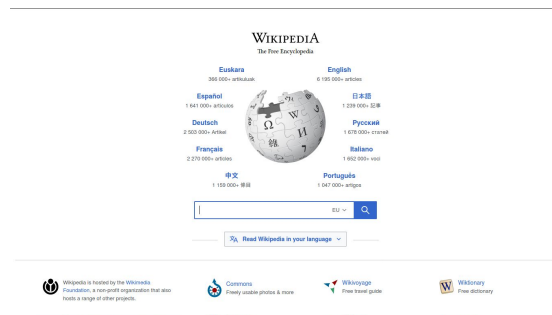 WIKIPEDIA
The Free Encyclopedia
Euskara
366 000+ artikuluak
English
6 195 000+ articles
Español
1 641 000+ artículos
日本語
1 239 000+ 記事
Deutsch
2 503 000+ Artikel
Русский
1 678 000+ статей
Français
2 270 000+ articles
Italiano
1 652 000+ voci
中文
1 159 000+ 條目
Português
1 047 000+ artigos
Ω W И 維
EU
Read Wikipedia in your language
Wikipedia is hosted by the Wikimedia
Foundation, a non-profit organization that also
hosts a range of other projects.
Commons
Freely usable photos & more
Wikivoyage
Free travel guide
W
Wiktionary
Free dictionary